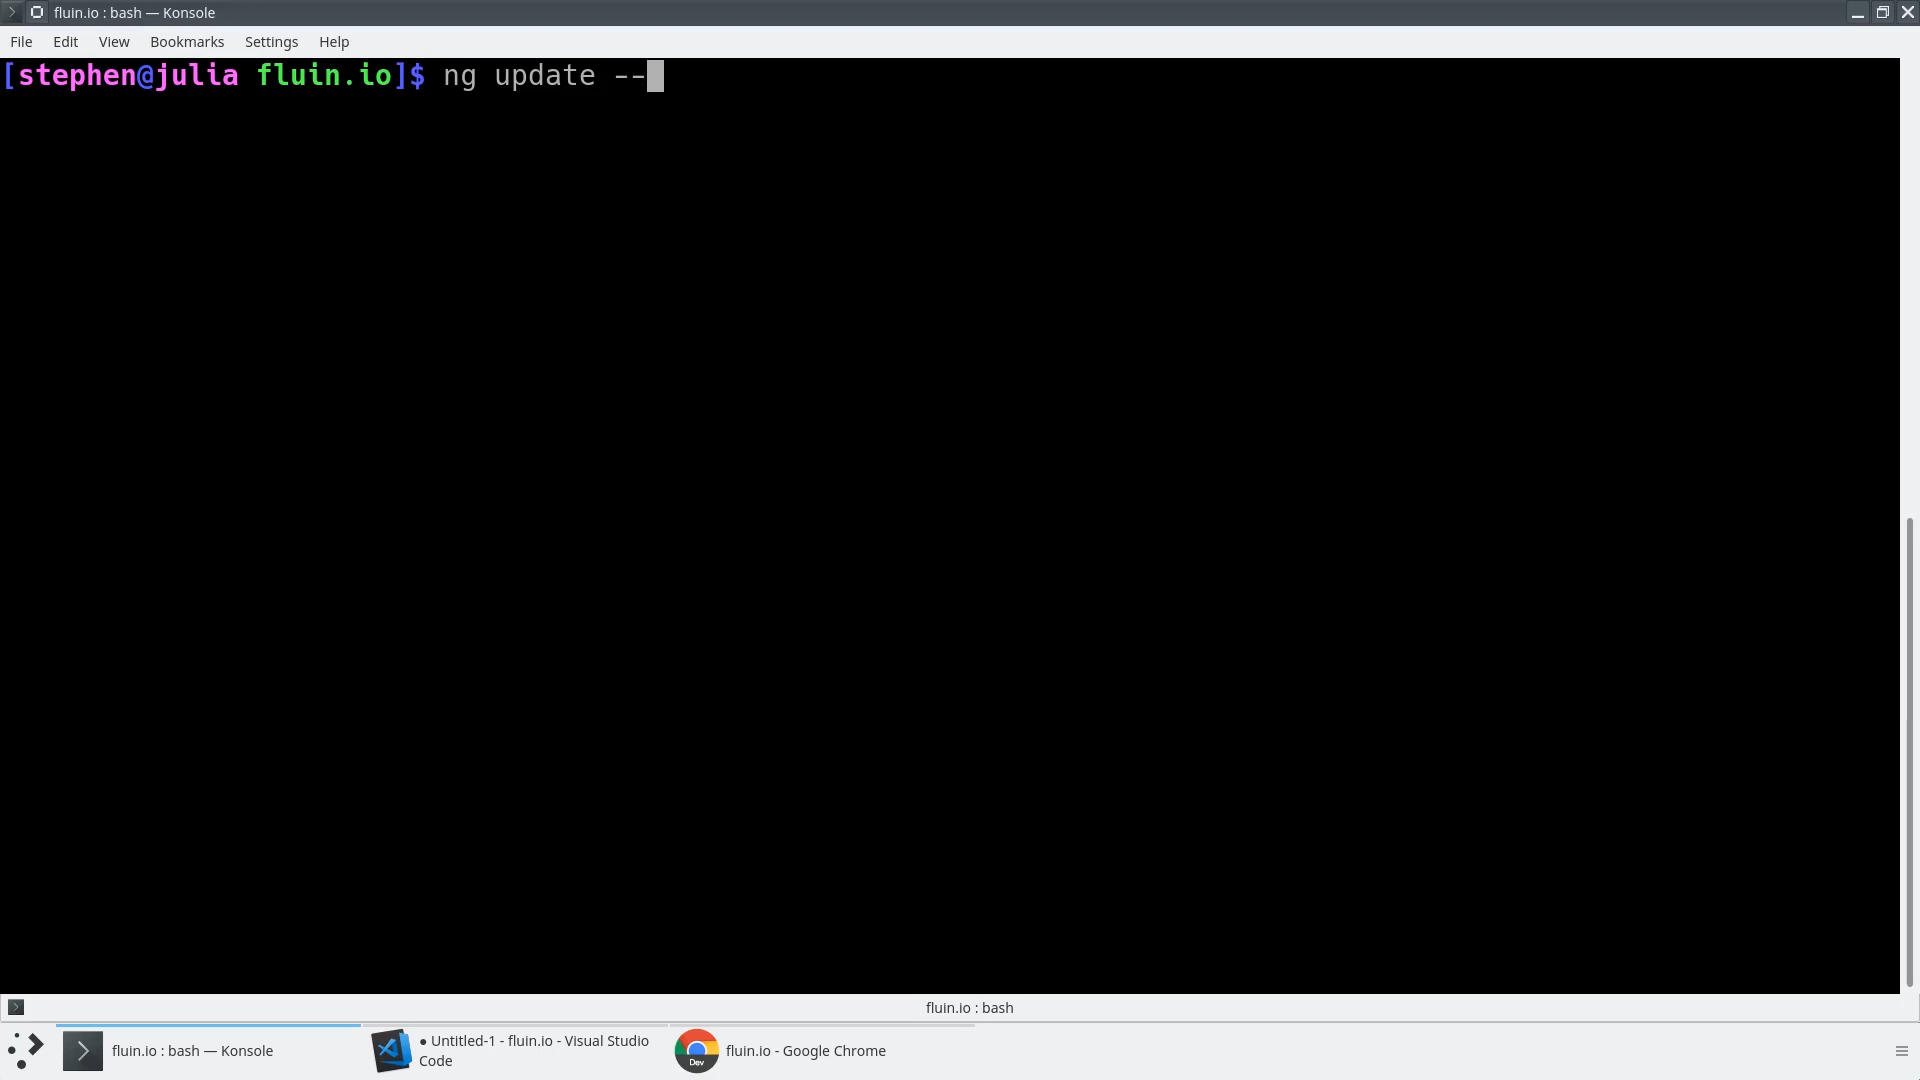 fluin.io : bash — Konsole
File Edit View Bookmarks Settings Help
[stephen@julia fluin.io]$ ng update --
fluin.io : bash
fluin.io : bash — Konsole
● Untitled-1 - fluin.io - Visual Studio
Code
Dev
fluin.io - Google Chrome